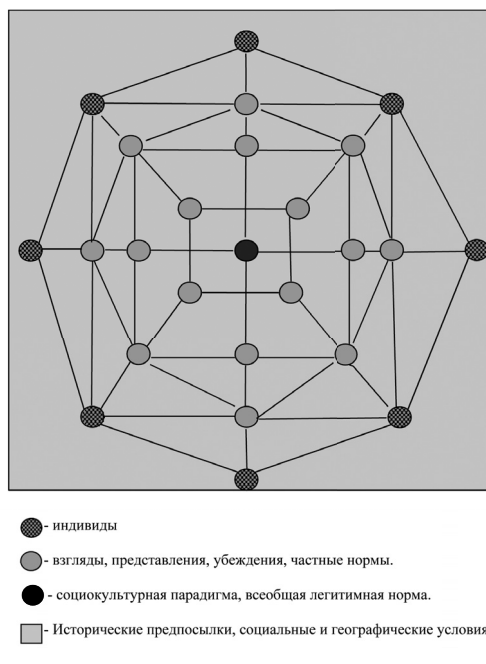 - индивиды
- взгляды, представления, убеждения, частные нормы.
- социокультурная парадигма, всеобщая легитимная норма.
- Исторические предпосылки, социальные и географические условия